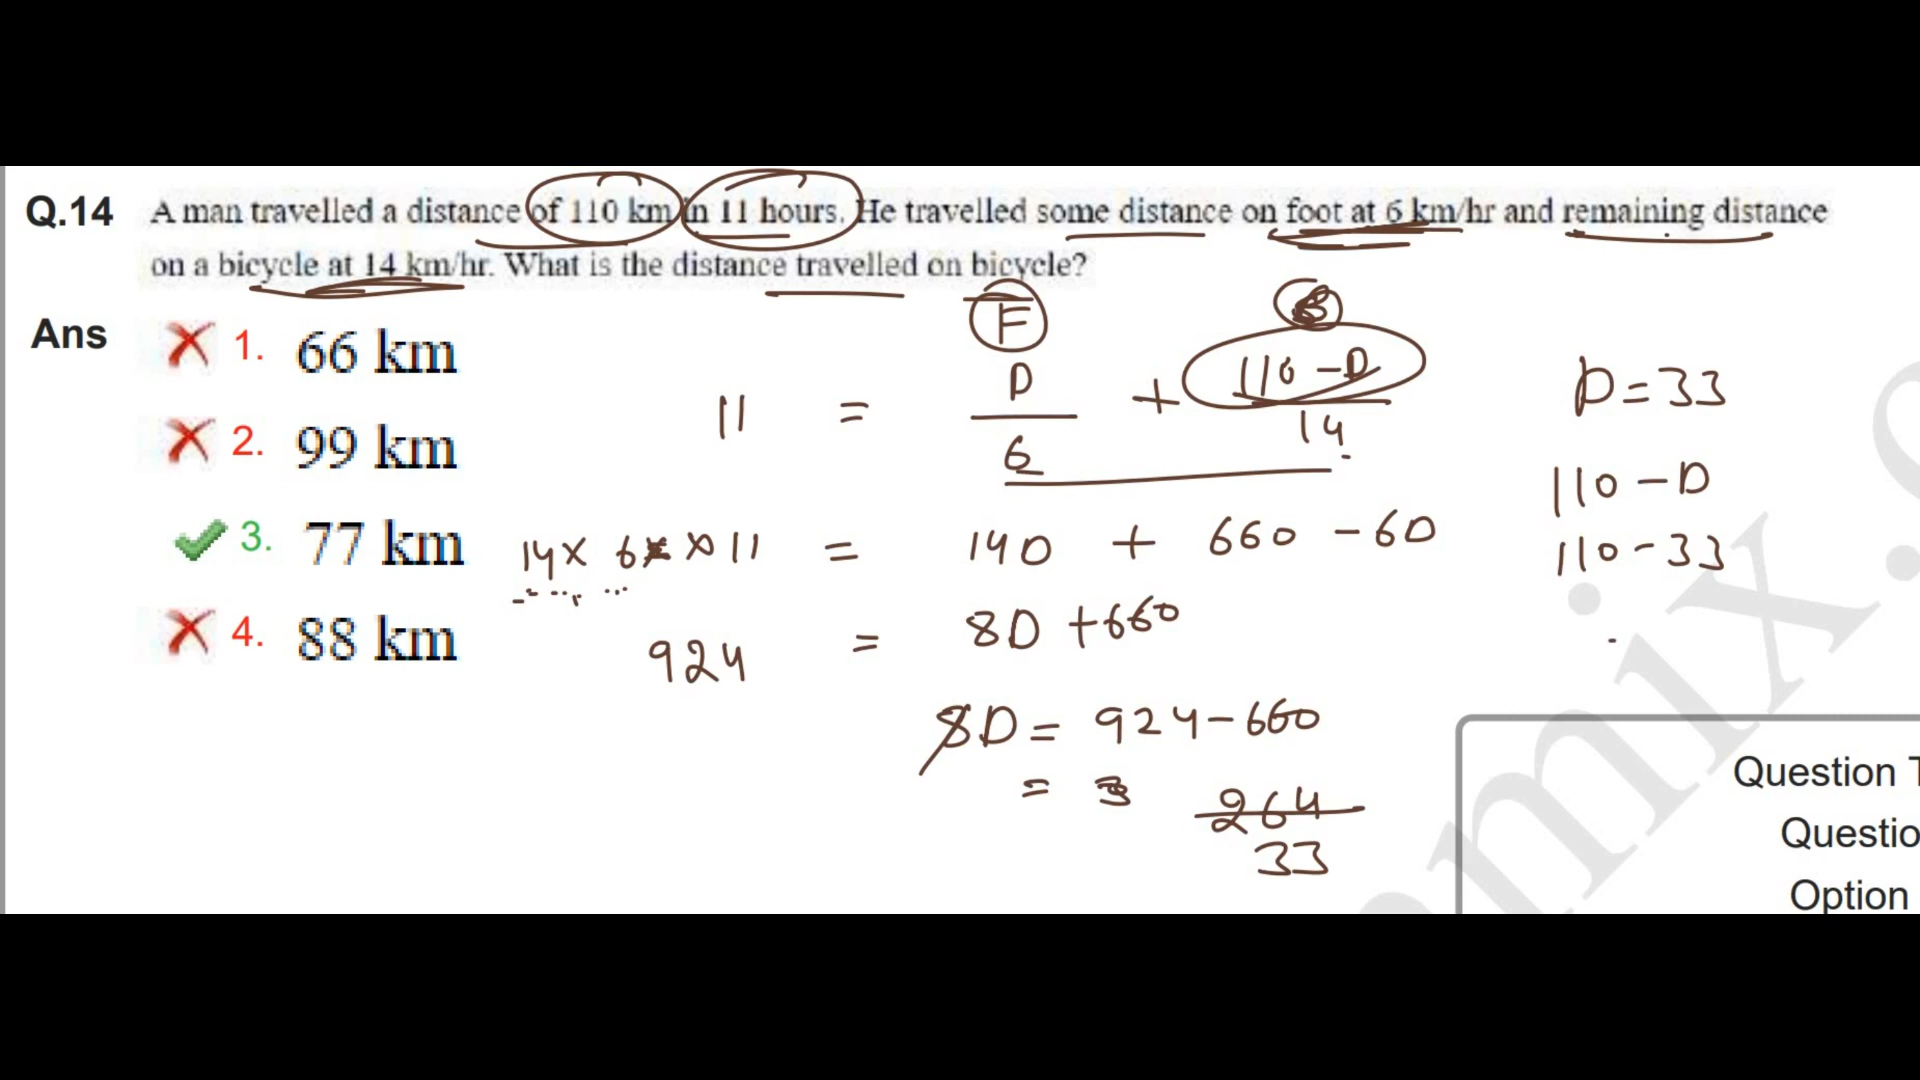 Q.14 A man travelled a distance of 110 km in 11 hours. He travelled some distance on foot at 6 km/hr and remaining distance
on a bicycle at 14 km/hr. What is the distance travelled on bicycle?
Ans
1. 66 km
2. 99 km
3. 77 km
4. 88 km
F B
11 = D/6 + 110-D/14
14 x 6 x 11 = 14D + 660 - 6D
924 = 8D + 660
8D = 924 - 660
= 264
33
D = 33
110 - D
110 - 33
Question T
Questio
Option
mix.